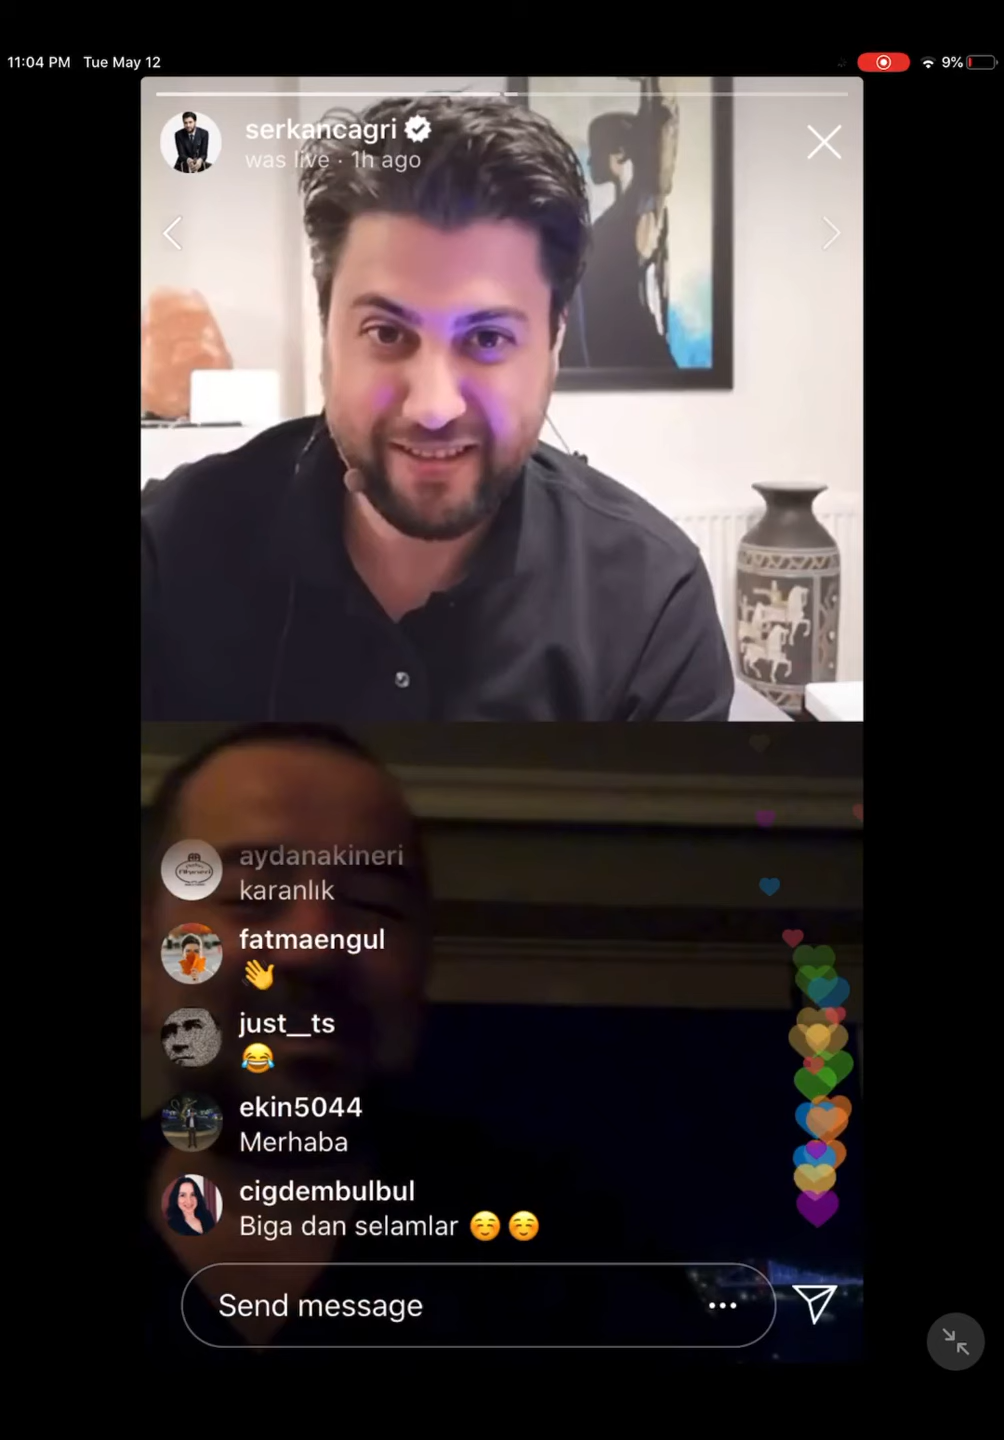 11:04 PM Tue May 12
9%
serkancagri
was live · 1h ago
aydanakineri
karanlık
fatmaengul
👋
just__ts
😂
ekin5044
Merhaba
cigdembulbul
Biga dan selamlar ☺️ ☺️
Send message